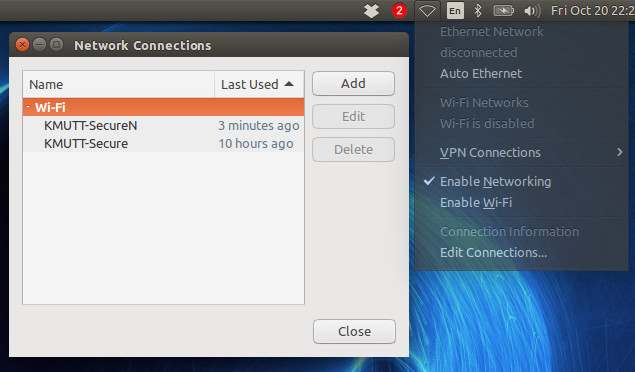 2
En
Fri Oct 20 22:2
Network Connections
Name
Last Used
Wi-Fi
KMUTT-SecureN
3 minutes ago
KMUTT-Secure
10 hours ago
Add
Edit
Delete
Close
Ethernet Network
disconnected
Auto Ethernet
Wi-Fi Networks
Wi-Fi is disabled
VPN Connections
Enable Networking
Enable Wi-Fi
Connection Information
Edit Connections...